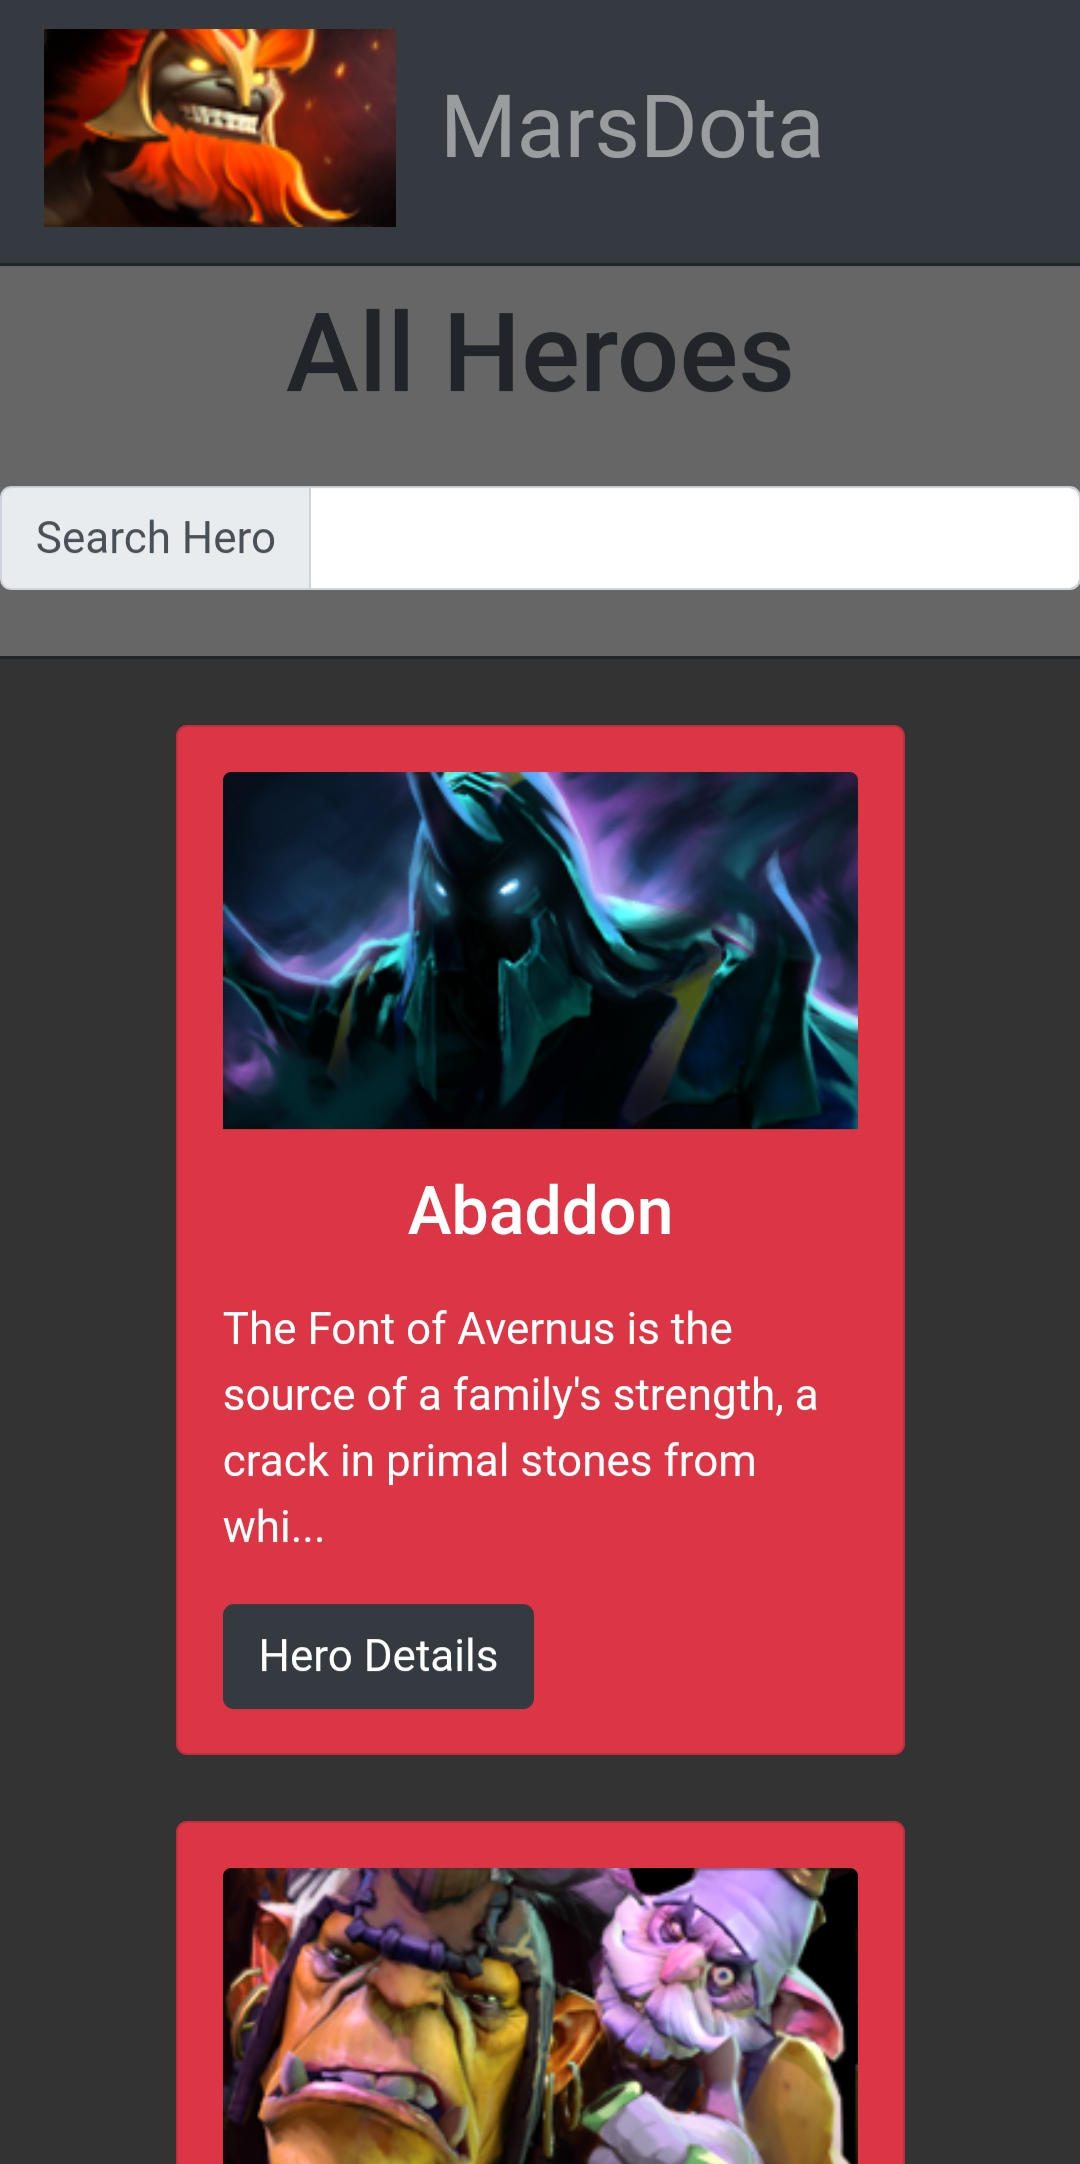 MarsDota
All Heroes
Search Hero
Abaddon
The Font of Avernus is the
source of a family's strength, a
crack in primal stones from
whi...
Hero Details